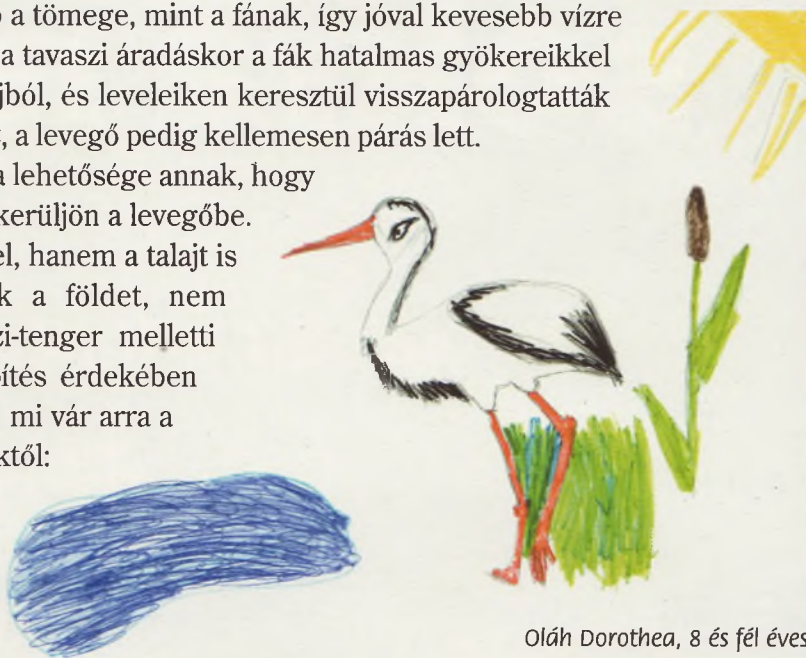 a tömege, mint a fának, így jóval kevesebb vízre
a tavaszi áradáskor a fák hatalmas gyökereikkel
jból, és leveleiken keresztül visszapárologtatták
, a levegő pedig kellemesen párás lett.
a lehetősége annak, hogy
kerüljön a levegőbe.
el, hanem a talajt is
k a földet, nem
zi-tenger melletti
pítés érdekében
mi vár arra a
któl:
Oláh Dorothea, 8 és fél éves